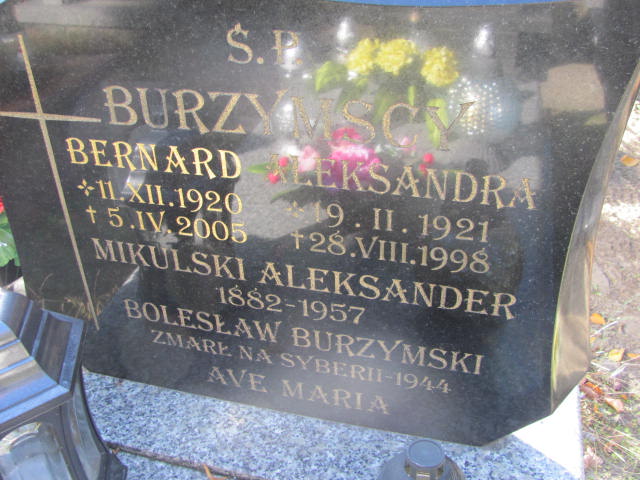 Ś.P.
BURZYMSCY
BERNARD ALEKSANDRA
11.XII.1920 19.II.1921
† 5.IV.2005 † 28.VIII.1998
MIKULSKI ALEKSANDER
1882-1957
BOLESŁAW BURZYMSKI
ZMARŁ NA SYBERII-1944
AVE MARIA